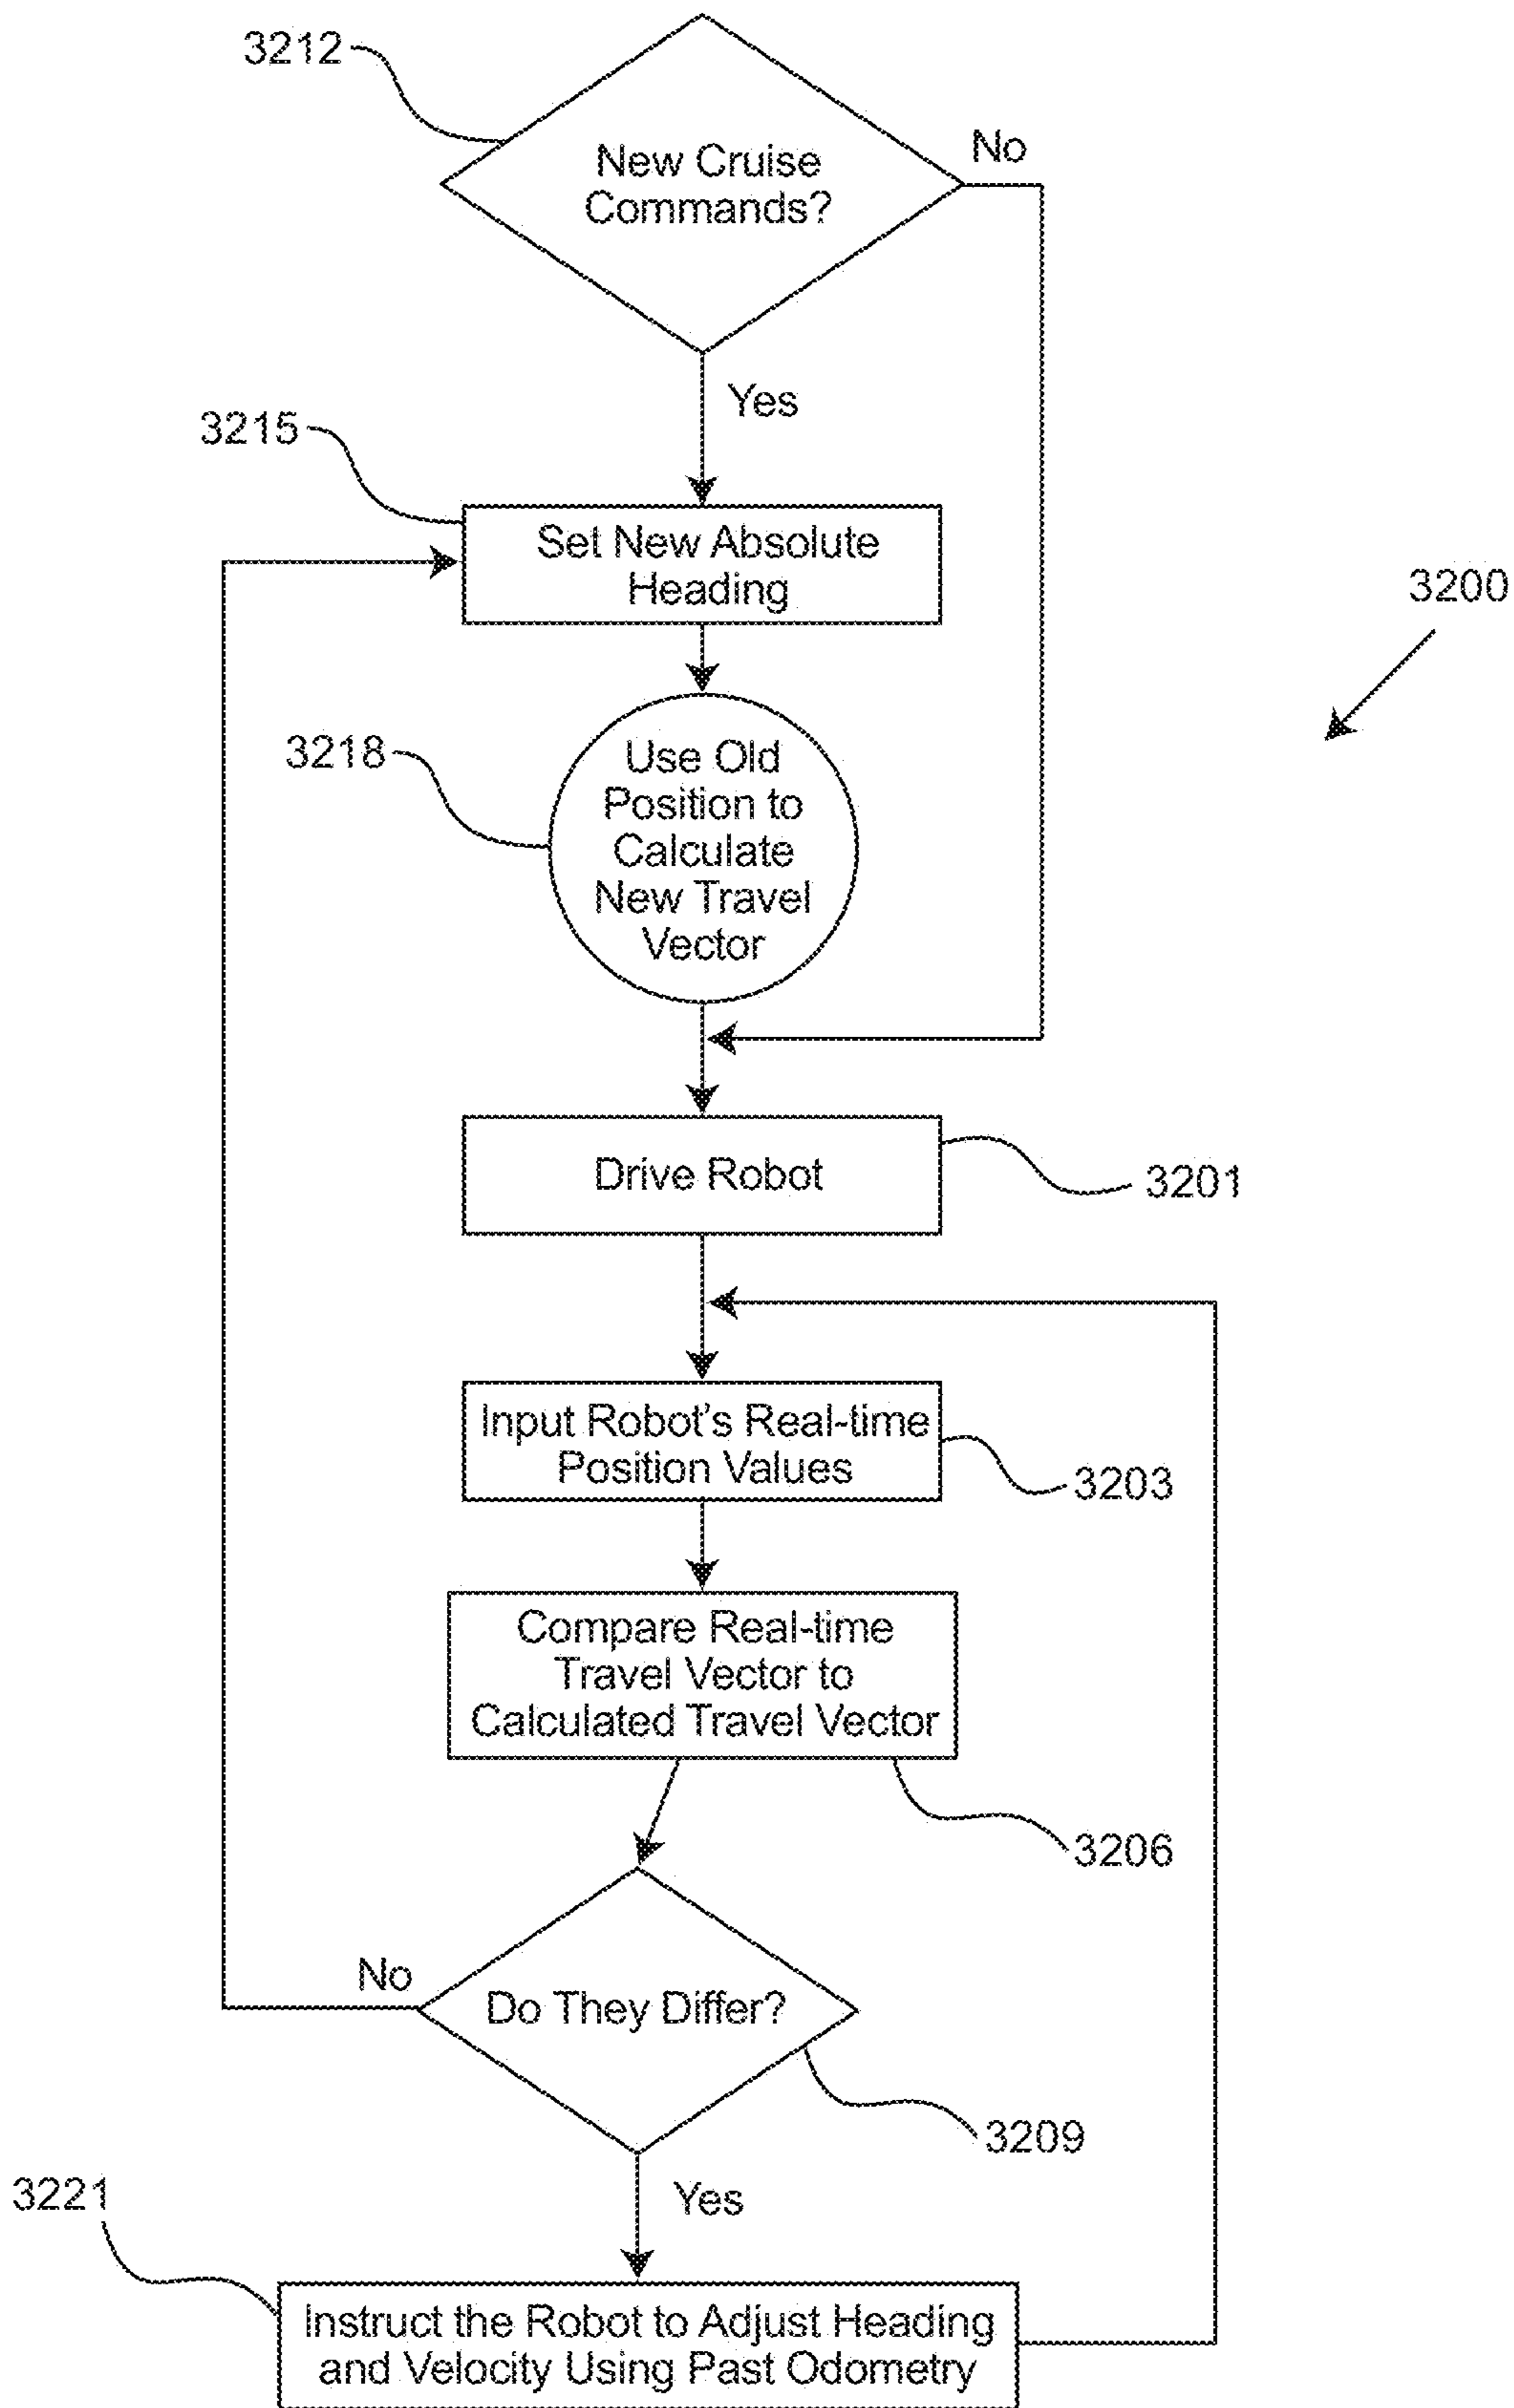 3212
New Cruise
Commands?
No
Yes
3215
Set New Absolute
Heading
3200
3218
Use Old
Position to
Calculate
New Travel
Vector
Drive Robot
3201
Input Robot's Real-time
Position Values
3203
Compare Real-time
Travel Vector to
Calculated Travel Vector
3206
No
Do They Differ?
3209
Yes
3221
Instruct the Robot to Adjust Heading
and Velocity Using Past Odometry